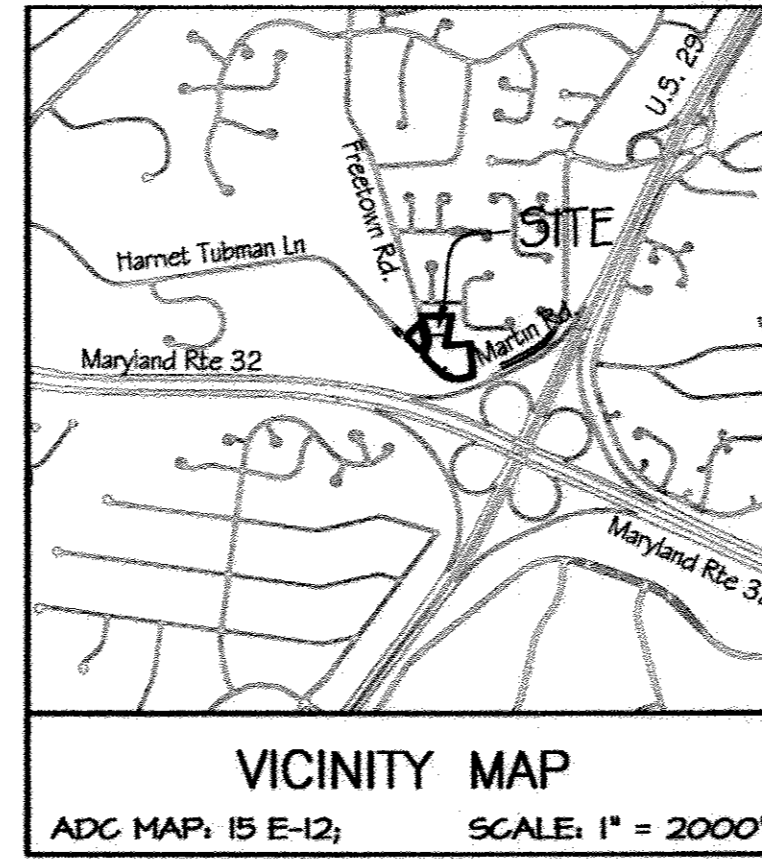 U.S. 29
Freetown Rd.
SITE
Harriet Tubman Ln
Martin Rd.
Maryland Rte 32
Maryland Rte 32
VICINITY MAP
ADC MAP: 15 E-12; SCALE: 1" = 2000'